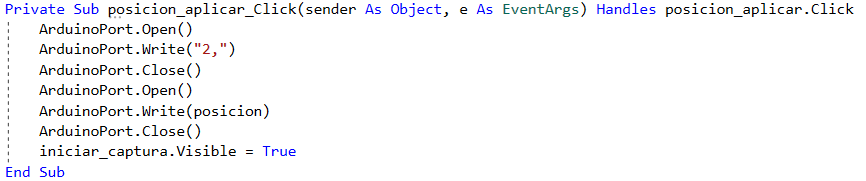 Private Sub posicion_aplicar_Click(sender As Object, e As EventArgs) Handles posicion_aplicar.Click
ArduinoPort.Open()
ArduinoPort.Write("2,")
ArduinoPort.Close()
ArduinoPort.Open()
ArduinoPort.Write(posicion)
ArduinoPort.Close()
iniciar_captura.Visible = True
End Sub